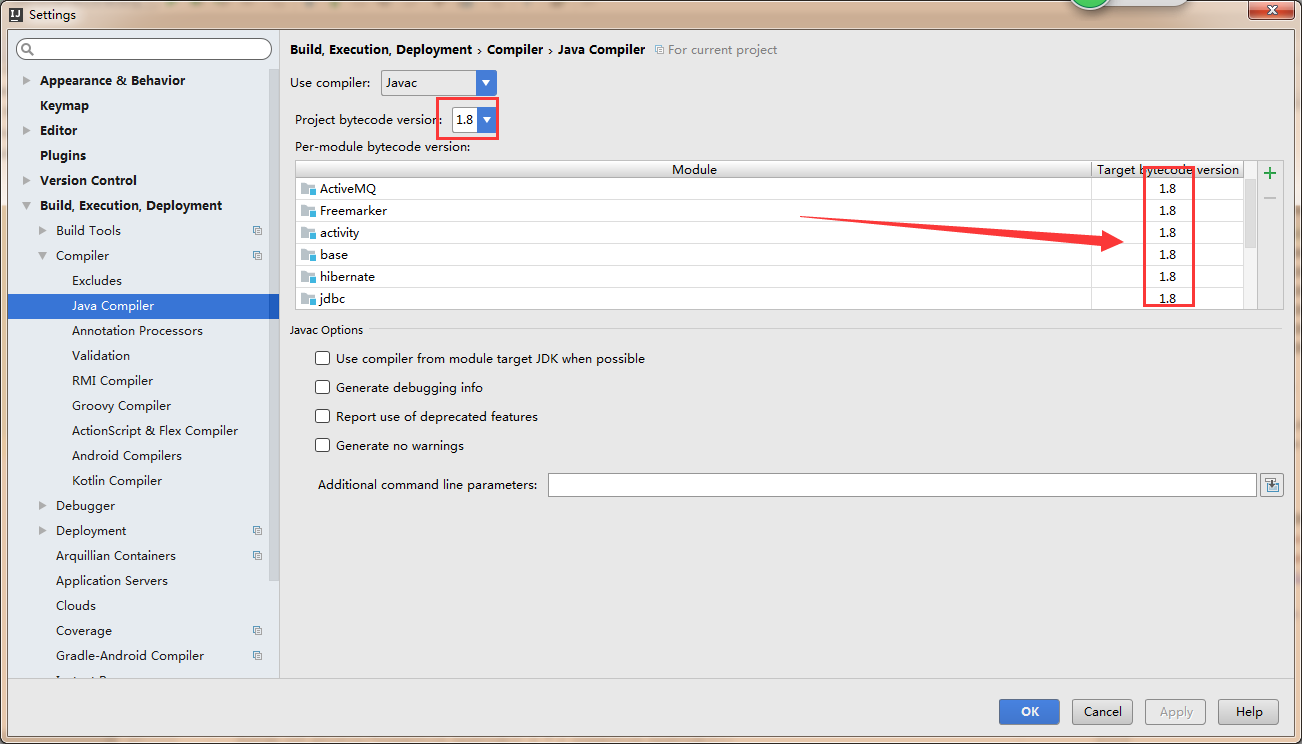 Settings
Appearance & Behavior
Keymap
Editor
Plugins
Version Control
Build, Execution, Deployment
Build Tools
Compiler
Excludes
Java Compiler
Annotation Processors
Validation
RMI Compiler
Groovy Compiler
ActionScript & Flex Compiler
Android Compilers
Kotlin Compiler
Debugger
Deployment
Arquillian Containers
Application Servers
Clouds
Coverage
Gradle-Android Compiler
Build, Execution, Deployment › Compiler › Java Compiler For current project
Use compiler: Javac
Project bytecode version: 1.8
Per-module bytecode version:
Module Target bytecode version
ActiveMQ 1.8
Freemarker 1.8
activity 1.8
base 1.8
hibernate 1.8
jdbc 1.8
Javac Options
Use compiler from module target JDK when possible
Generate debugging info
Report use of deprecated features
Generate no warnings
Additional command line parameters:
OK Cancel Apply Help